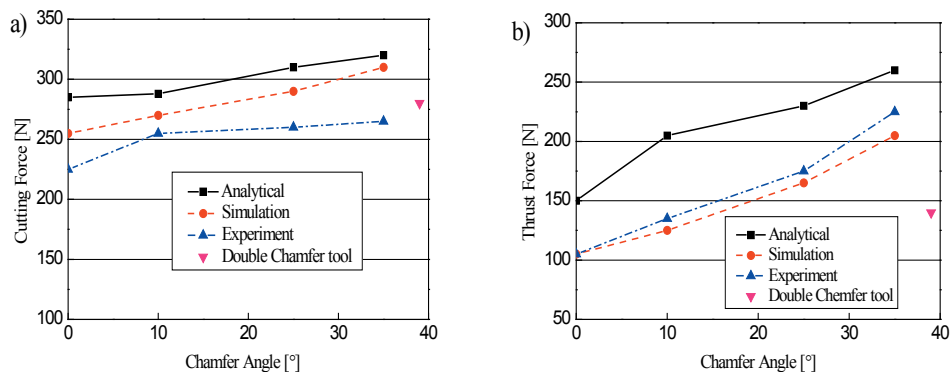 a)
Cutting Force [N]
350
300
250
200
150
100
0
10
20
30
40
Chamfer Angle [°]
Analytical
Simulation
Experiment
Double Chamfer tool
b)
Thrust Force [N]
300
250
200
150
100
50
0
10
20
30
40
Chamfer Angle [°]
Analytical
Simulation
Experiment
Double Chemfer tool